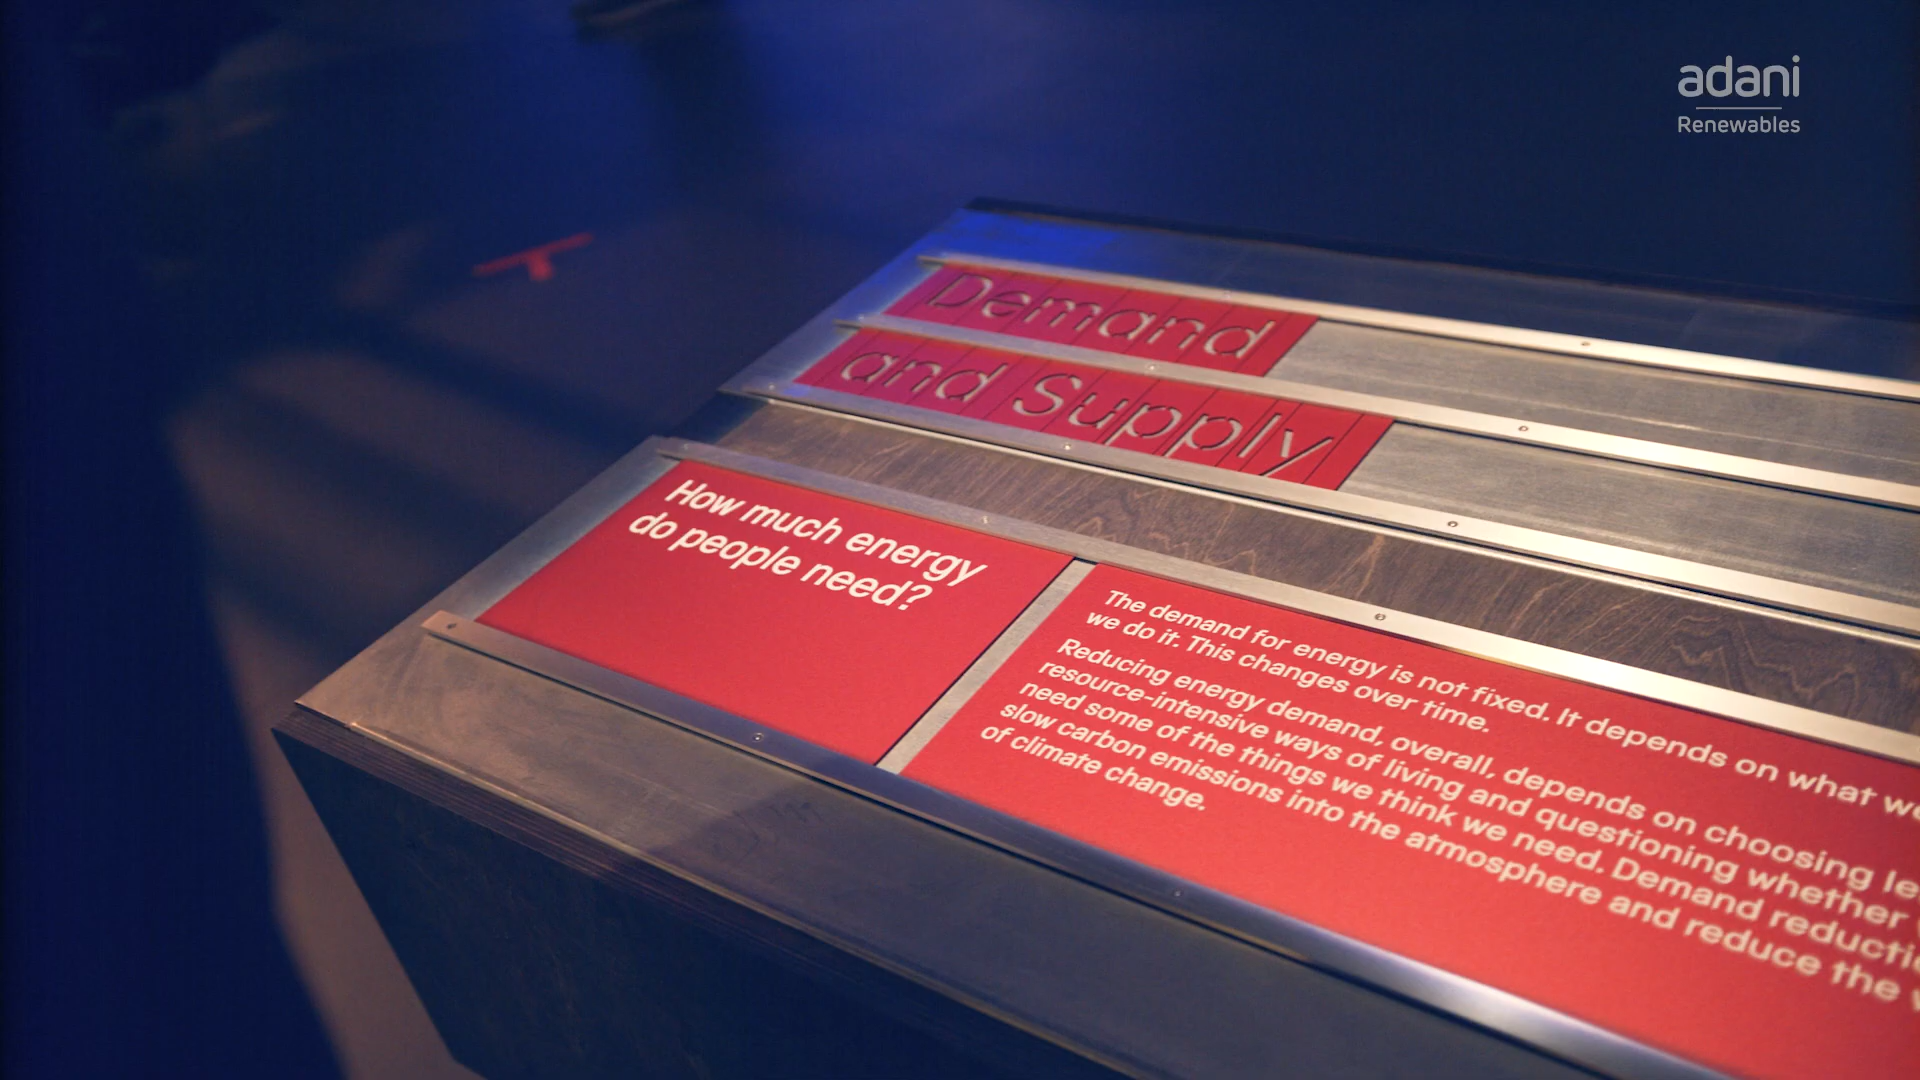 adani
Renewables
Demand
and Supply
How much energy
do people need?
The demand for energy is not fixed. It depends on what we
we do it. This changes over time.
Reducing energy demand, overall, depends on choosing
resource-intensive ways of living and questioning whether
need some of the things we think we need. Demand
slow carbon emissions into the atmosphere and reduce the
of climate change.